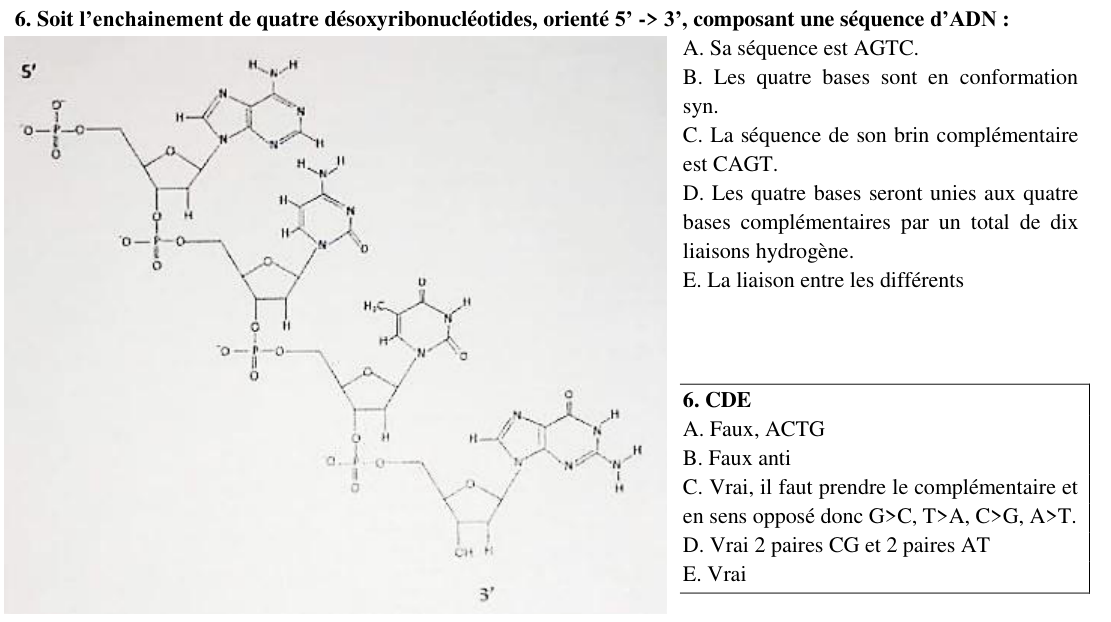 6. Soit l’enchainement de quatre désoxyribonucléotides, orienté 5’ -> 3’, composant une séquence d’ADN :
A. Sa séquence est AGTC.
B. Les quatre bases sont en conformation
syn.
C. La séquence de son brin complémentaire
est CAGT.
D. Les quatre bases seront unies aux quatre
bases complémentaires par un total de dix
liaisons hydrogène.
E. La liaison entre les différents
5'
3'
6. CDE
A. Faux, ACTG
B. Faux anti
C. Vrai, il faut prendre le complémentaire et
en sens opposé donc G>C, T>A, C>G, A>T.
D. Vrai 2 paires CG et 2 paires AT
E. Vrai